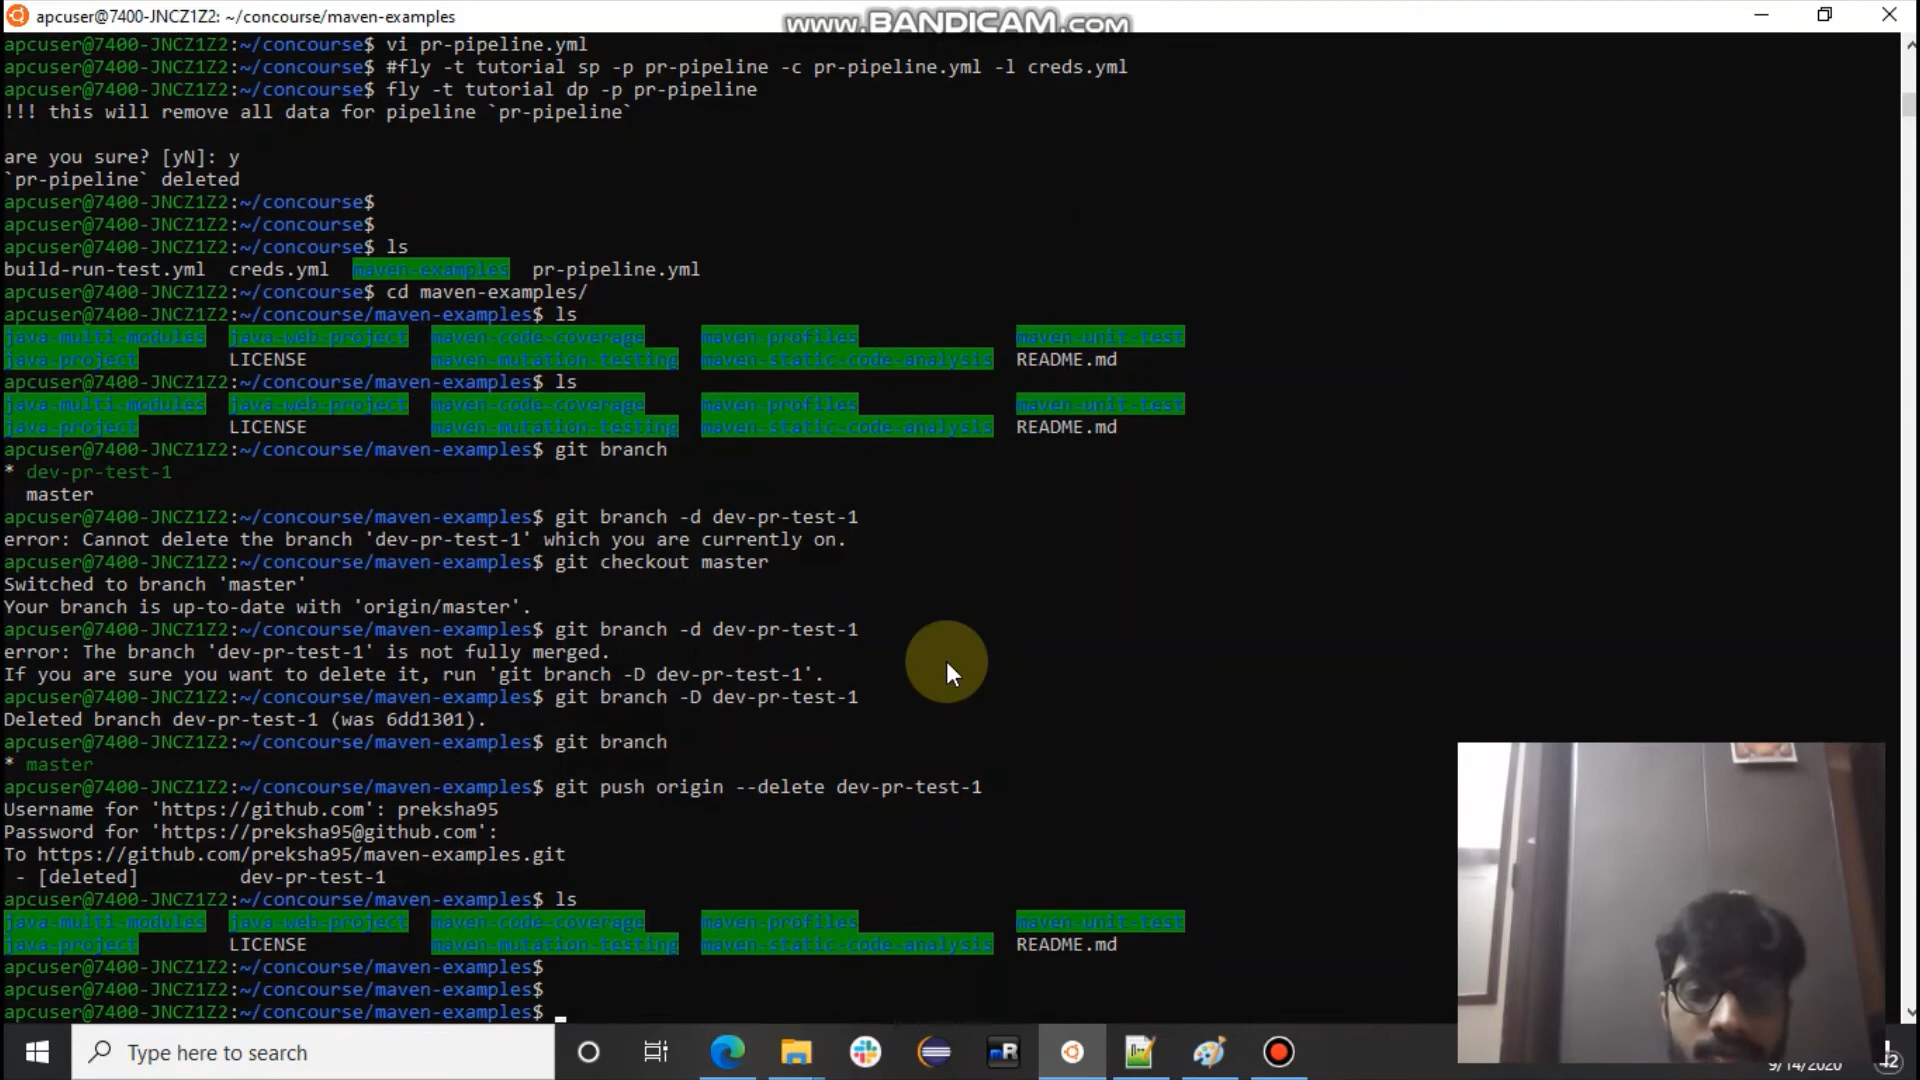 apcuser@7400-JNCZ1Z2: ~/concourse/maven-examples
www.BANDICAM.com
apcuser@7400-JNCZ1Z2:~/concourse$ vi pr-pipeline.yml
apcuser@7400-JNCZ1Z2:~/concourse$ #fly -t tutorial sp -p pr-pipeline -c pr-pipeline.yml -l creds.yml
apcuser@7400-JNCZ1Z2:~/concourse$ fly -t tutorial dp -p pr-pipeline
!!! this will remove all data for pipeline `pr-pipeline`
are you sure? [yN]: y
`pr-pipeline` deleted
apcuser@7400-JNCZ1Z2:~/concourse$
apcuser@7400-JNCZ1Z2:~/concourse$
apcuser@7400-JNCZ1Z2:~/concourse$ ls
build-run-test.yml  creds.yml  maven-examples  pr-pipeline.yml
apcuser@7400-JNCZ1Z2:~/concourse$ cd maven-examples/
apcuser@7400-JNCZ1Z2:~/concourse/maven-examples$ ls
java-multi-modules  java-web-project  maven-code-coverage  maven-profiles  maven-unit-test
java-project  LICENSE  maven-mutation-testing  maven-static-code-analysis  README.md
apcuser@7400-JNCZ1Z2:~/concourse/maven-examples$ ls
java-multi-modules  java-web-project  maven-code-coverage  maven-profiles  maven-unit-test
java-project  LICENSE  maven-mutation-testing  maven-static-code-analysis  README.md
apcuser@7400-JNCZ1Z2:~/concourse/maven-examples$ git branch
* dev-pr-test-1
  master
apcuser@7400-JNCZ1Z2:~/concourse/maven-examples$ git branch -d dev-pr-test-1
error: Cannot delete the branch 'dev-pr-test-1' which you are currently on.
apcuser@7400-JNCZ1Z2:~/concourse/maven-examples$ git checkout master
Switched to branch 'master'
Your branch is up-to-date with 'origin/master'.
apcuser@7400-JNCZ1Z2:~/concourse/maven-examples$ git branch -d dev-pr-test-1
error: The branch 'dev-pr-test-1' is not fully merged.
If you are sure you want to delete it, run 'git branch -D dev-pr-test-1'.
apcuser@7400-JNCZ1Z2:~/concourse/maven-examples$ git branch -D dev-pr-test-1
Deleted branch dev-pr-test-1 (was 6dd1301).
apcuser@7400-JNCZ1Z2:~/concourse/maven-examples$ git branch
* master
apcuser@7400-JNCZ1Z2:~/concourse/maven-examples$ git push origin --delete dev-pr-test-1
Username for 'https://github.com': preksha95
Password for 'https://preksha95@github.com':
To https://github.com/preksha95/maven-examples.git
 - [deleted]         dev-pr-test-1
apcuser@7400-JNCZ1Z2:~/concourse/maven-examples$ ls
java-multi-modules  java-web-project  maven-code-coverage  maven-profiles  maven-unit-test
java-project  LICENSE  maven-mutation-testing  maven-static-code-analysis  README.md
apcuser@7400-JNCZ1Z2:~/concourse/maven-examples$
apcuser@7400-JNCZ1Z2:~/concourse/maven-examples$
apcuser@7400-JNCZ1Z2:~/concourse/maven-examples$
Type here to search
R
9/14/2020